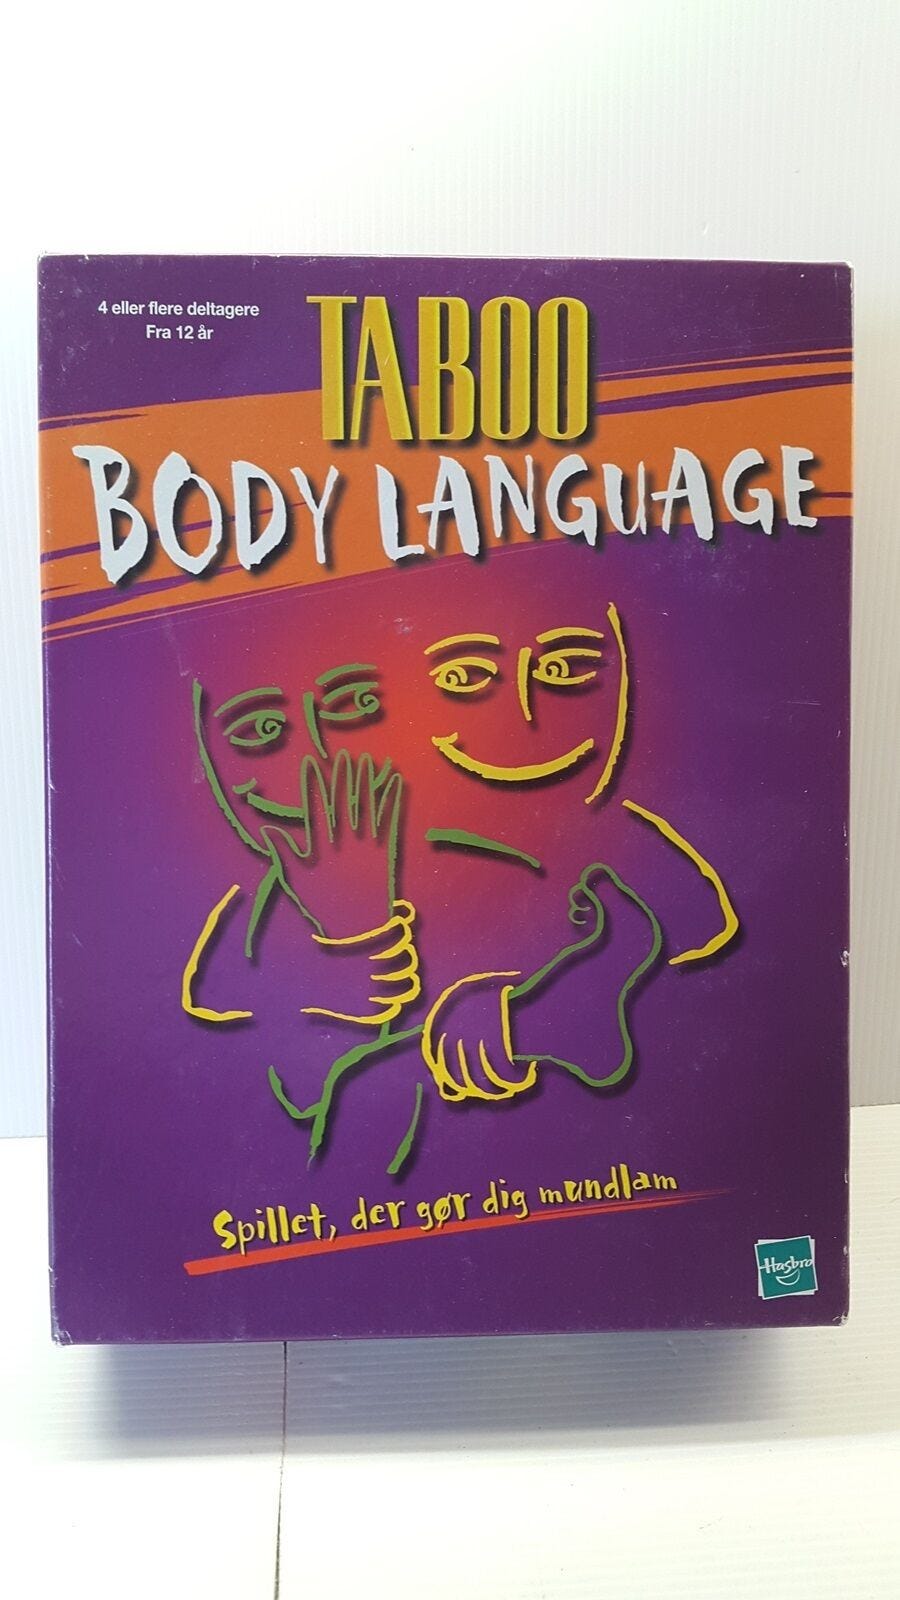 4 eller flere deltagere
Fra 12 år
TABOO
BODY LANGUAGE
Spillet, der gør dig mundlam
Hasbro